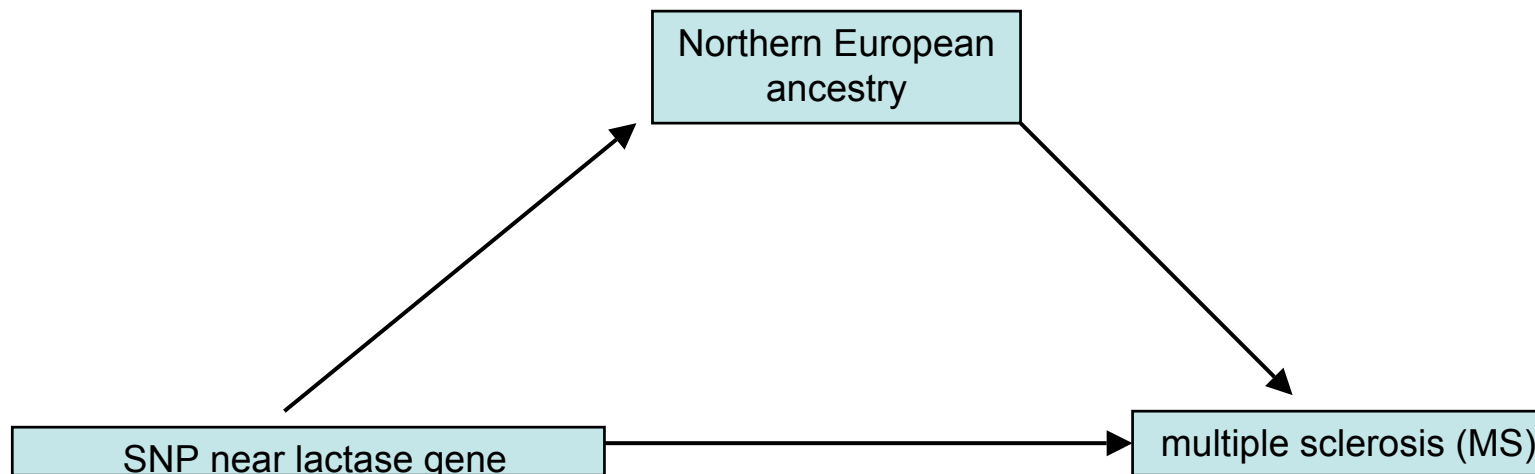 Northern European
ancestry
SNP near lactase gene
multiple sclerosis (MS)